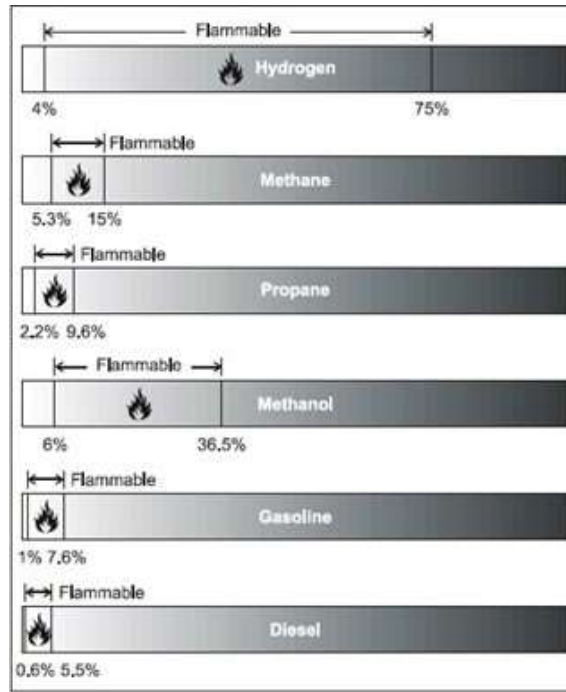 Flammable
Hydrogen
4% 75%
Flammable
Methane
5.3% 15%
Flammable
Propane
2.2% 9.6%
Flammable
Methanol
6% 36.5%
Flammable
Gasoline
1% 7.6%
Flammable
Diesel
0.6% 5.5%